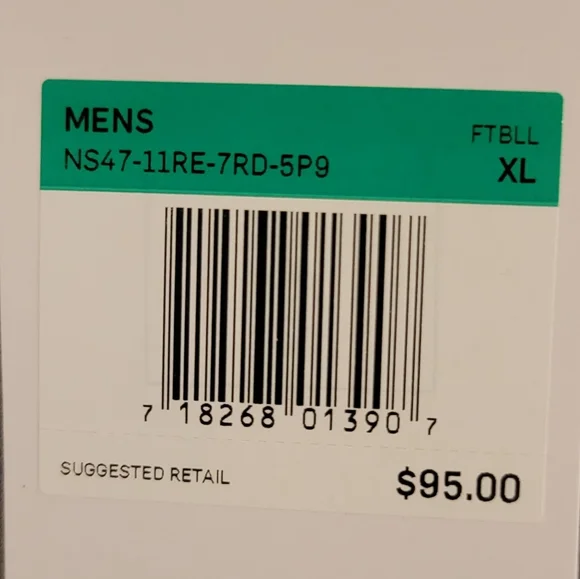 MENS
FTBLL
NS47-11RE-7RD-5P9
XL
7 18268 01390 7
SUGGESTED RETAIL
$95.00